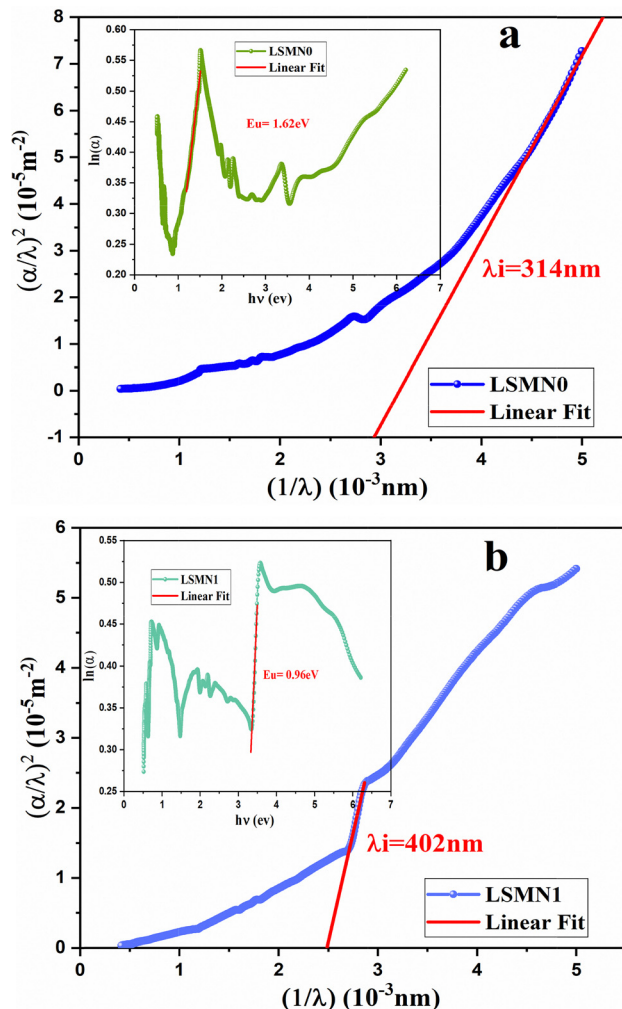 a
8
7
6
5
4
3
2
1
0
-1
(α/λ)² (10⁻⁵m⁻²)
0.55
0.50
0.45
0.40
0.35
0.30
0.25
0.20
ln(α)
LSMN0
Linear Fit
Eu= 1.62eV
0 1 2 3 4 5 6 7
hν (ev)
λi=314nm
LSMN0
Linear Fit
0 1 2 3 4 5
(1/λ) (10⁻³nm)
b
6
5
4
3
2
1
0
(α/λ)² (10⁻⁵m⁻²)
0.55
0.50
0.45
0.40
0.35
0.30
0.25
ln(α)
LSMN1
Linear Fit
Eu= 0.96eV
0 1 2 3 4 5 6 7
hν (ev)
λi=402nm
LSMN1
Linear Fit
0 1 2 3 4 5
(1/λ) (10⁻³nm)